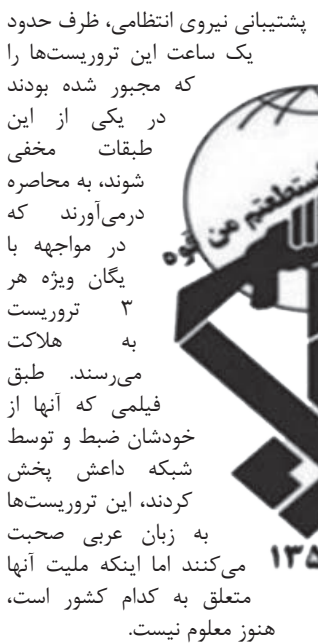 پشتیبانی نیروی انتظامی، ظرف حدود
یک ساعت این تروریست‌ها را
که مجبور شده بودند
در یکی از این
طبقات مخفی
شوند، به محاصره
درمی‌آورند که
در مواجهه با
یگان ویژه هر
۳ تروریست
به هلاکت
می‌رسند. طبق
فیلمی که آنها از
خودشان ضبط و توسط
شبکه داعش پخش
کردند، این تروریست‌ها
به زبان عربی صحبت
می‌کنند اما اینکه ملیت آنها
متعلق به کدام کشور است،
هنوز معلوم نیست.
استطعتم من قوه